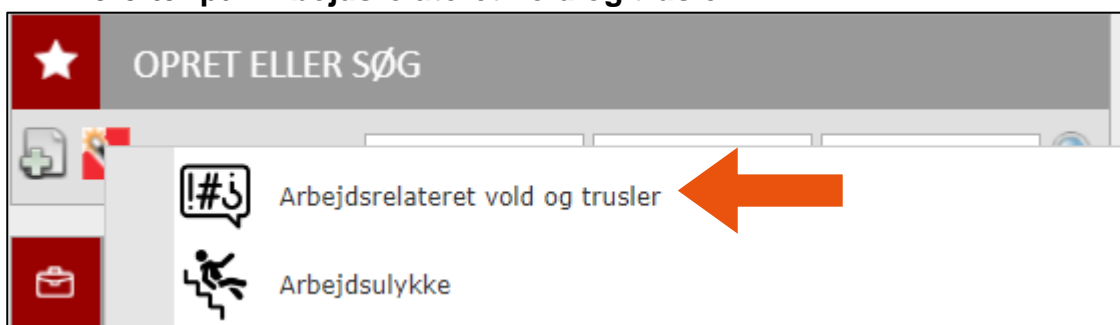 OPRET ELLER SØG
!#¿
Arbejdsrelateret vold og trusler
Arbejdsulykke